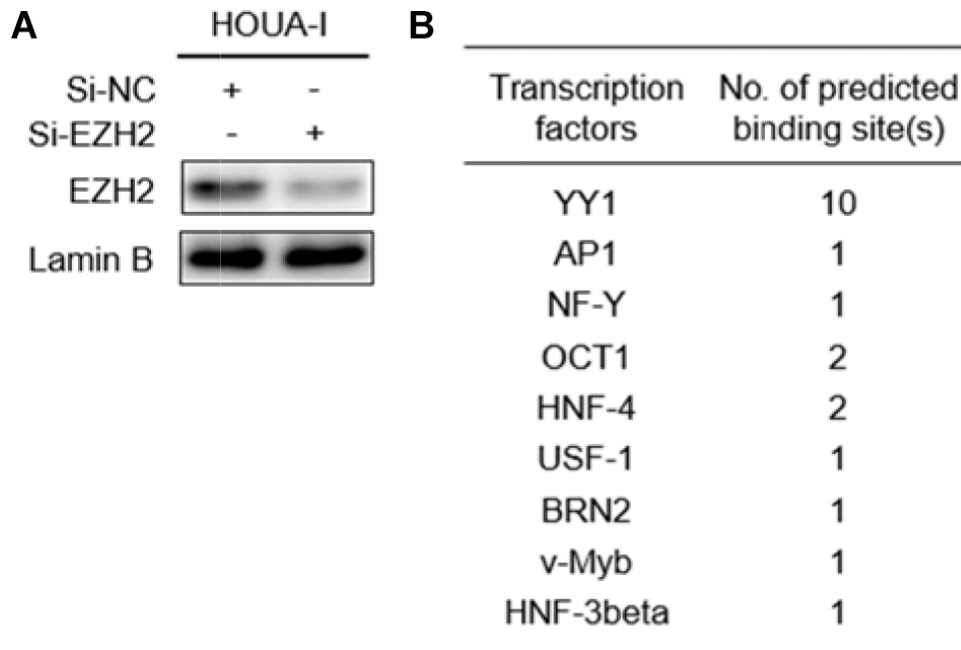 A
HOUA-I
Si-NC + -
Si-EZH2 - +
EZH2
Lamin B
B
Transcription factors No. of predicted binding site(s)
YY1 10
AP1 1
NF-Y 1
OCT1 2
HNF-4 2
USF-1 1
BRN2 1
v-Myb 1
HNF-3beta 1